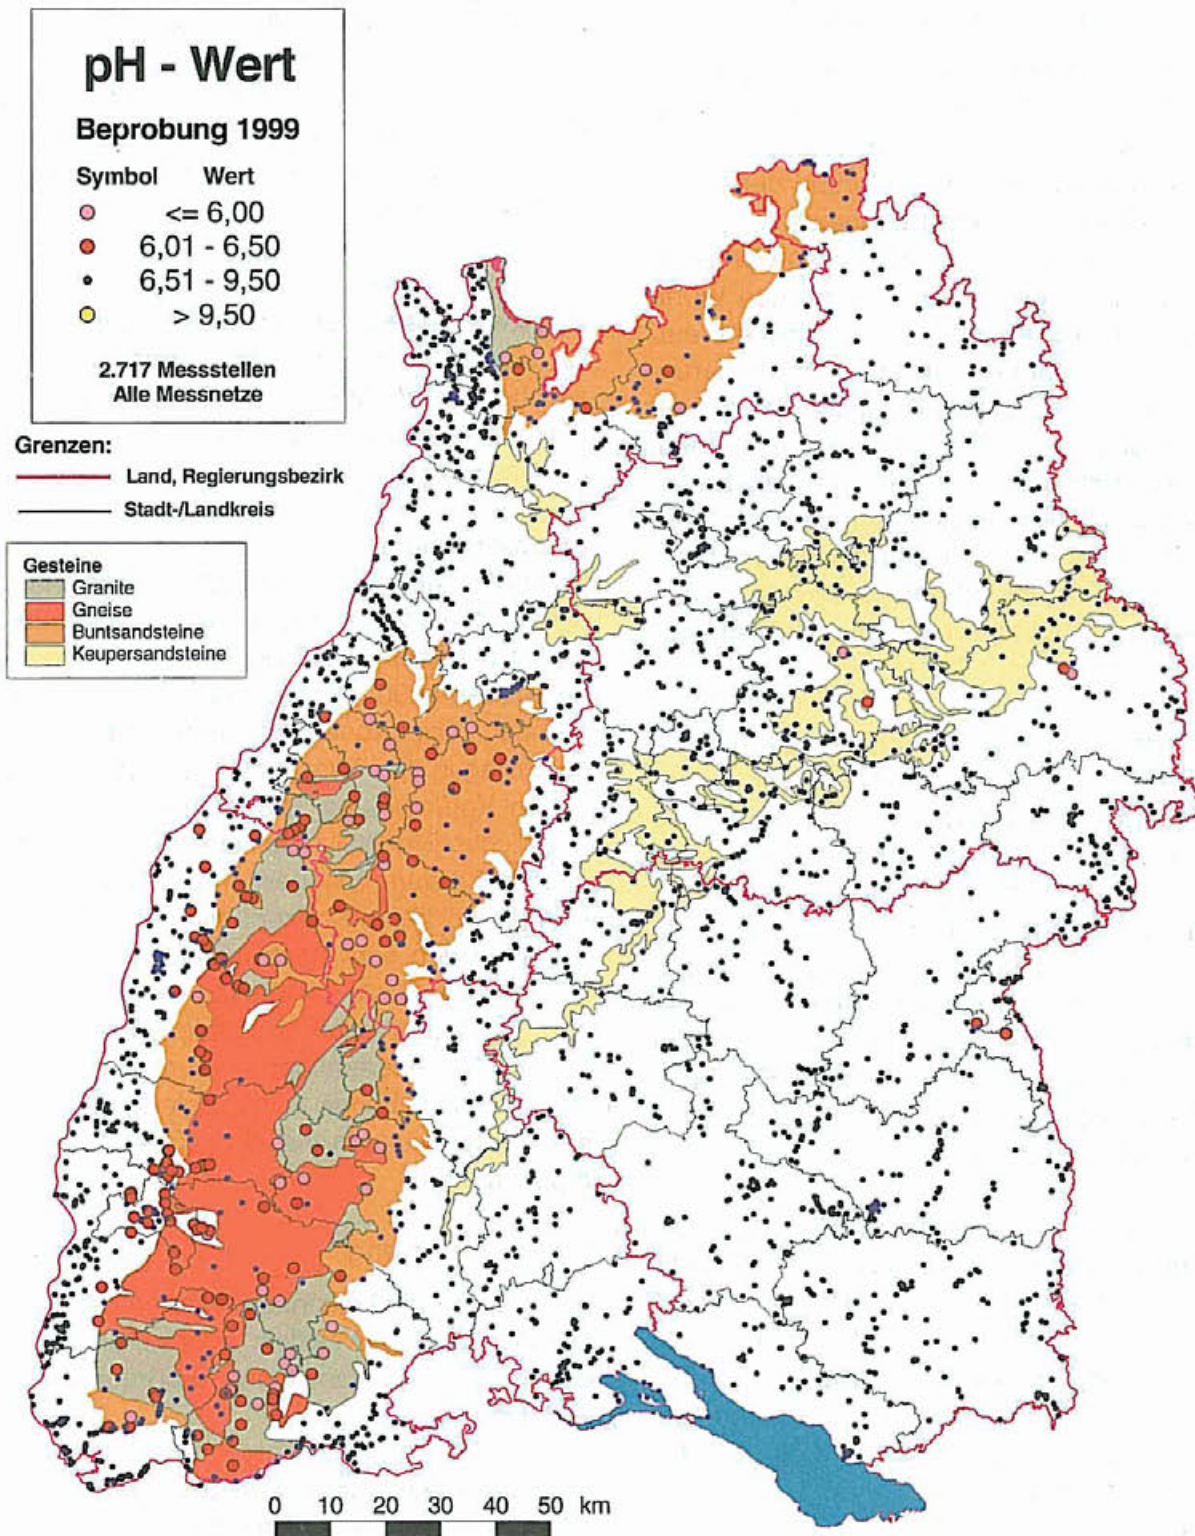 pH - Wert
Beprobung 1999
Symbol Wert
<= 6,00
6,01 - 6,50
6,51 - 9,50
> 9,50
2.717 Messstellen
Alle Messnetze
Grenzen:
Land, Regierungsbezirk
Stadt-/Landkreis
Gesteine
Granite
Gneise
Buntsandsteine
Keupersandsteine
0 10 20 30 40 50 km